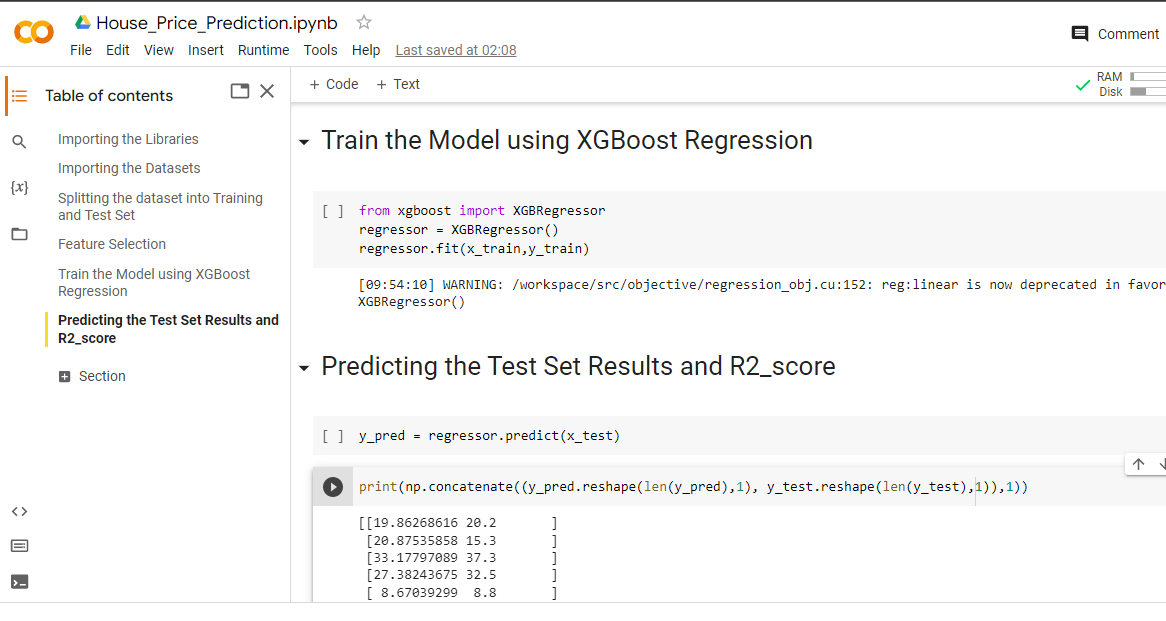 House_Price_Prediction.ipynb
File Edit View Insert Runtime Tools Help Last saved at 02:08
Comment
Table of contents
Importing the Libraries
Importing the Datasets
Splitting the dataset into Training
and Test Set
Feature Selection
Train the Model using XGBoost
Regression
Predicting the Test Set Results and
R2_score
Section
{x}
+ Code + Text
RAM
Disk
Train the Model using XGBoost Regression
[ ] from xgboost import XGBRegressor
regressor = XGBRegressor()
regressor.fit(x_train,y_train)
[09:54:10] WARNING: /workspace/src/objective/regression_obj.cu:152: reg:linear is now deprecated in favor
XGBRegressor()
Predicting the Test Set Results and R2_score
[ ] y_pred = regressor.predict(x_test)
print(np.concatenate((y_pred.reshape(len(y_pred),1), y_test.reshape(len(y_test),1)),1))
[[19.86268616 20.2 ]
[20.87535858 15.3 ]
[33.17797089 37.3 ]
[27.38243675 32.5 ]
[ 8.67039299 8.8 ]